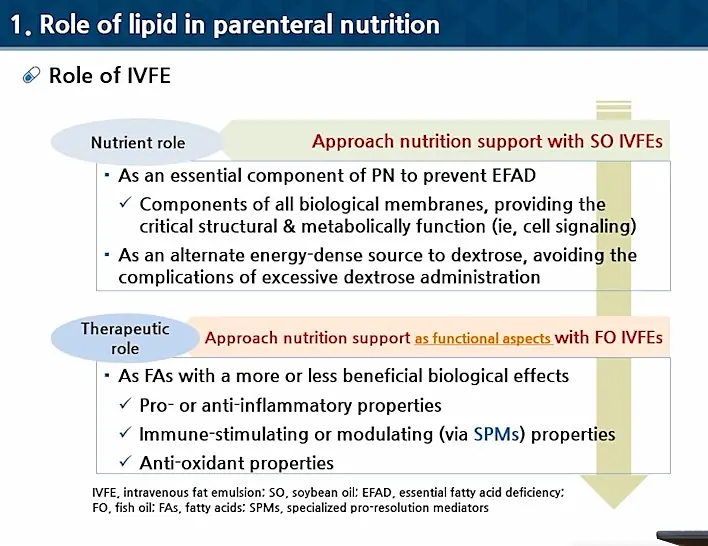 1. Role of lipid in parenteral nutrition
Role of IVFE
Nutrient role
Approach nutrition support with SO IVFEs
▪ As an essential component of PN to prevent EFAD
✓ Components of all biological membranes, providing the
critical structural & metabolically function (ie, cell signaling)
▪ As an alternate energy-dense source to dextrose, avoiding the
complications of excessive dextrose administration
Therapeutic
role
Approach nutrition support as functional aspects with FO IVFEs
▪ As FAs with a more or less beneficial biological effects
✓ Pro- or anti-inflammatory properties
✓ Immune-stimulating or modulating (via SPMs) properties
✓ Anti-oxidant properties
IVFE, intravenous fat emulsion; SO, soybean oil; EFAD, essential fatty acid deficiency;
FO, fish oil; FAs, fatty acids; SPMs, specialized pro-resolution mediators